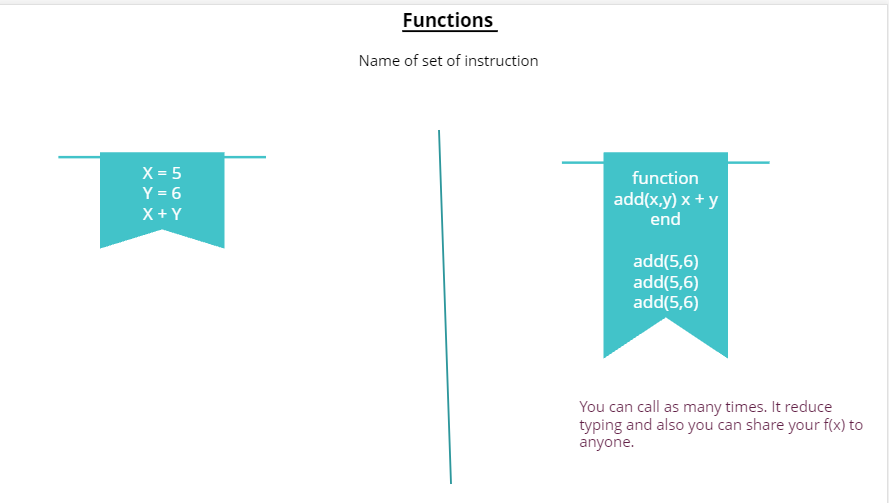 Functions
Name of set of instruction
X = 5
Y = 6
X + Y
function
add(x,y) x + y
end
add(5,6)
add(5,6)
add(5,6)
You can call as many times. It reduce
typing and also you can share your f(x) to
anyone.